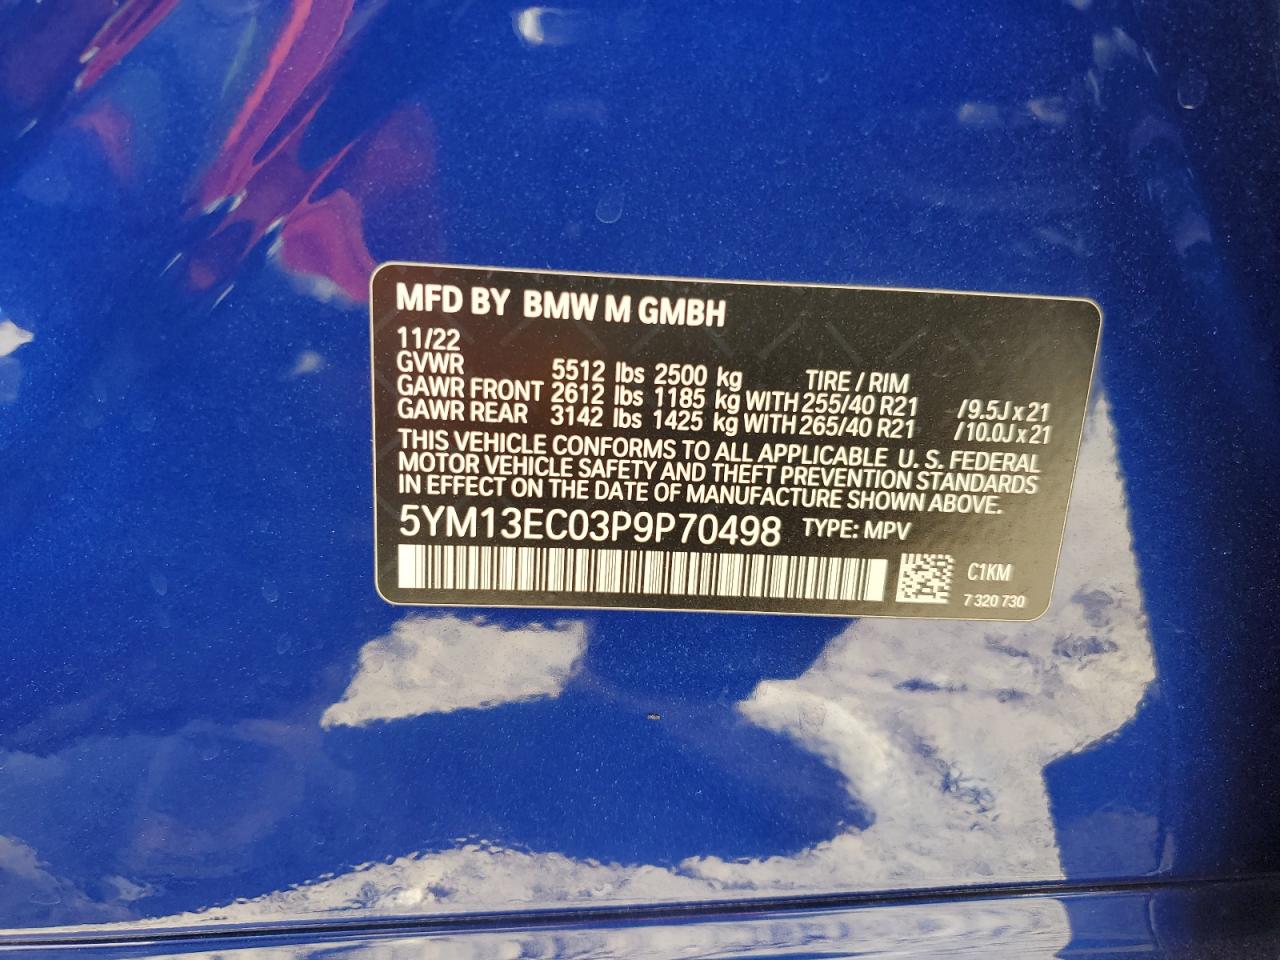 MFD BY BMW M GMBH
11/22
GVWR 5512 lbs 2500 kg TIRE / RIM
GAWR FRONT 2612 lbs 1185 kg WITH 255/40 R21 /9.5J x 21
GAWR REAR 3142 lbs 1425 kg WITH 265/40 R21 /10.0J x 21
THIS VEHICLE CONFORMS TO ALL APPLICABLE U. S. FEDERAL
MOTOR VEHICLE SAFETY AND THEFT PREVENTION STANDARDS
IN EFFECT ON THE DATE OF MANUFACTURE SHOWN ABOVE.
5YM13EC03P9P70498 TYPE: MPV
C1KM
7 320 730